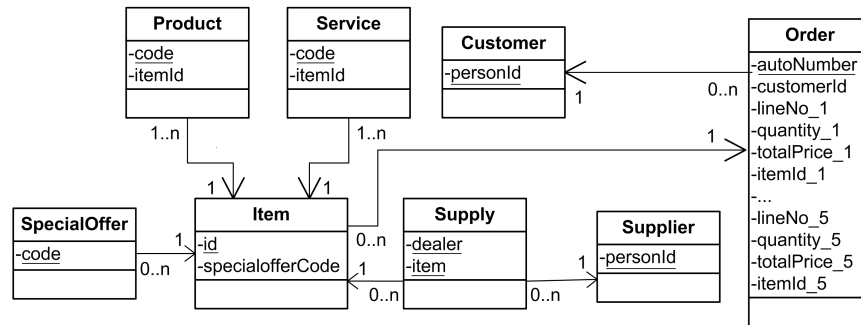 Product
-code
-itemId
1..n
Service
-code
-itemId
1..n
Customer
-personId
1
0..n
Order
-autoNumber
-customerId
-lineNo_1
-quantity_1
-totalPrice_1
-itemId_1
-...
-lineNo_5
-quantity_5
-totalPrice_5
-itemId_5
1
SpecialOffer
-code
0..n
1
1
1
Item
-id
-specialofferCode
0..n
1
0..n
Supply
-dealer
-item
0..n
1
Supplier
-personId